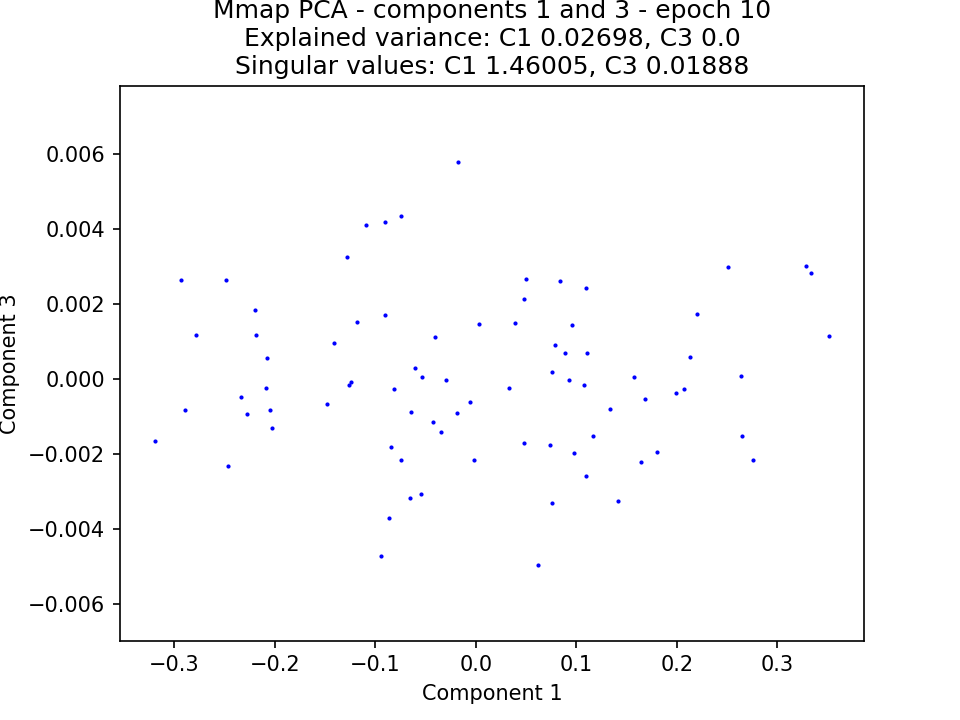 Mmap PCA - components 1 and 3 - epoch 10
Explained variance: C1 0.02698, C3 0.0
Singular values: C1 1.46005, C3 0.01888
0.006
0.004
0.002
0.000
−0.002
−0.004
−0.006
Component 3
−0.3 −0.2 −0.1 0.0 0.1 0.2 0.3
Component 1